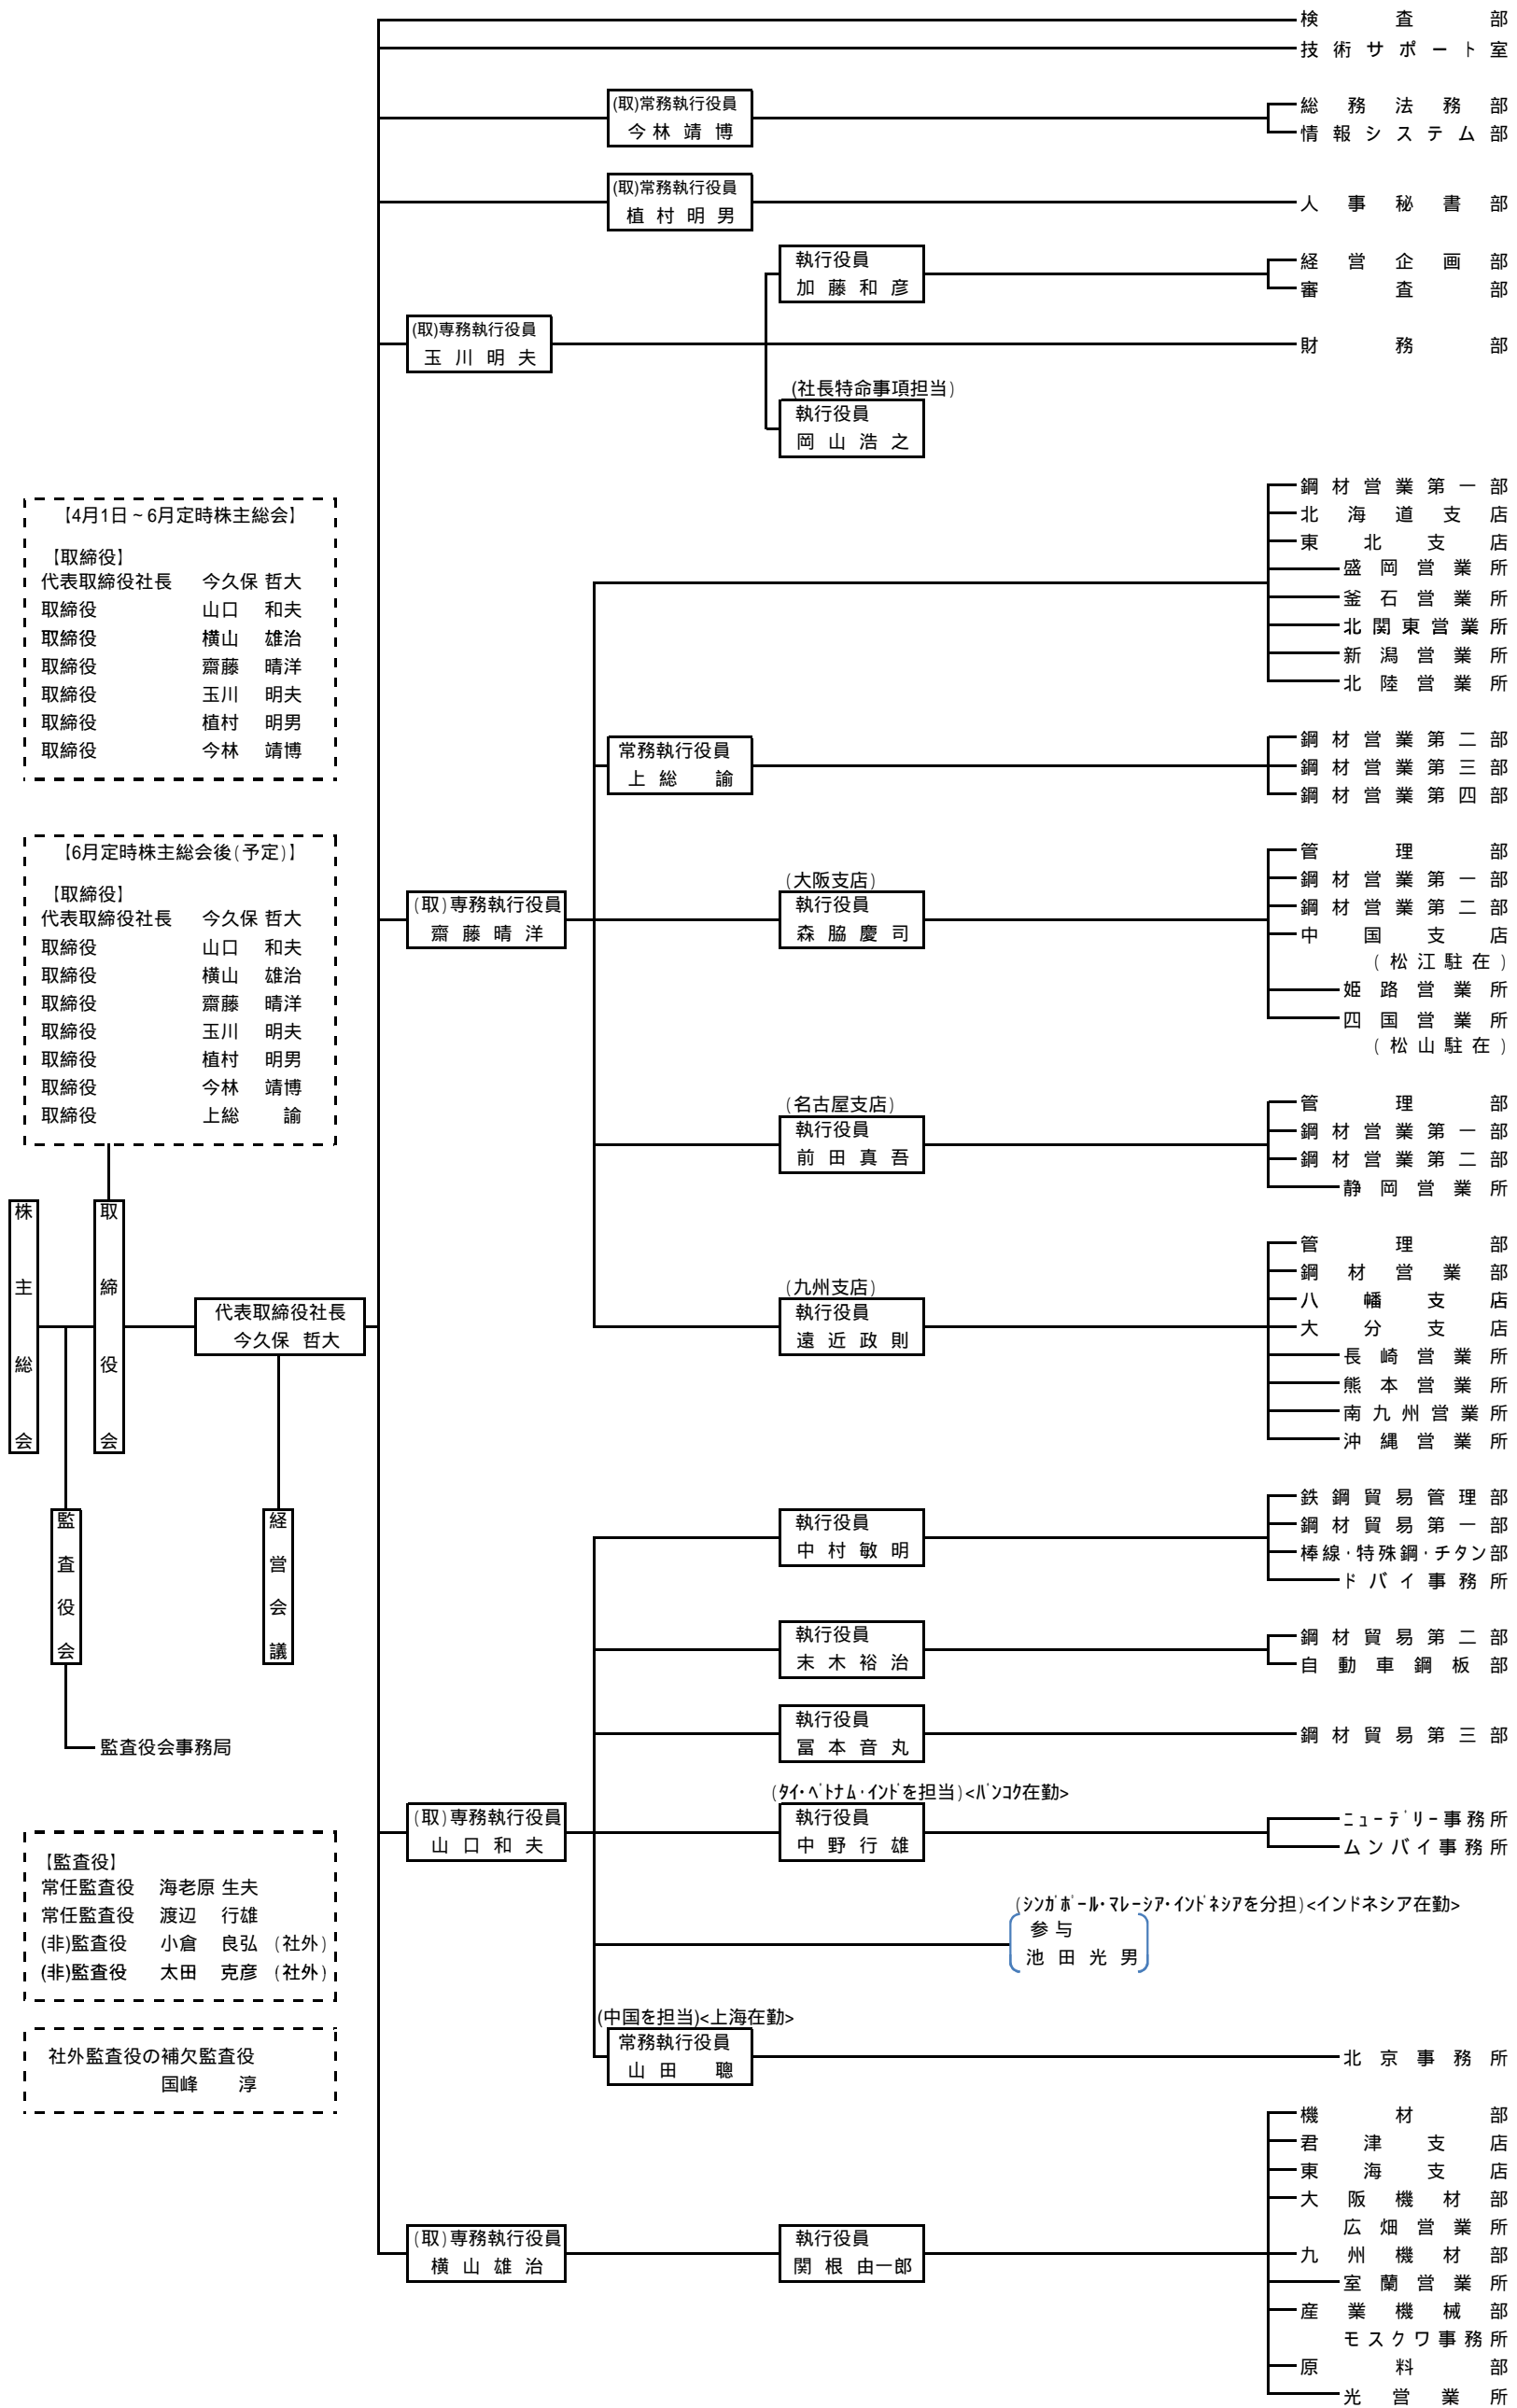 検査部
技術サポート室
(取)常務執行役員
今林靖博
総務法務部
情報システム部
(取)常務執行役員
植村明男
人事秘書部
執行役員
加藤和彦
経営企画部
審査部
(取)専務執行役員
玉川明夫
財務部
(社長特命事項担当)
執行役員
岡山浩之
【4月1日~6月定時株主総会】
【取締役】
代表取締役社長 今久保 哲大
取締役 山口 和夫
取締役 横山 雄治
取締役 齋藤 晴洋
取締役 玉川 明夫
取締役 植村 明男
取締役 今林 靖博
鋼材営業第一部
北海道支店
東北支店
盛岡営業所
釜石営業所
北関東営業所
新潟営業所
北陸営業所
常務執行役員
上総 諭
鋼材営業第二部
鋼材営業第三部
鋼材営業第四部
【6月定時株主総会後(予定)】
【取締役】
代表取締役社長 今久保 哲大
取締役 山口 和夫
取締役 横山 雄治
取締役 齋藤 晴洋
取締役 玉川 明夫
取締役 植村 明男
取締役 今林 靖博
取締役 上総 諭
(取)専務執行役員
齋藤晴洋
(大阪支店)
執行役員
森脇慶司
管理部
鋼材営業第一部
鋼材営業第二部
中国支店
(松江駐在)
姫路営業所
四国営業所
(松山駐在)
(名古屋支店)
執行役員
前田真吾
管理部
鋼材営業第一部
鋼材営業第二部
静岡営業所
株主総会
取締役会
代表取締役社長
今久保 哲大
(九州支店)
執行役員
遠近政則
管理部
鋼材営業部
八幡支店
大分支店
長崎営業所
熊本営業所
南九州営業所
沖縄営業所
監査役会
経営会議
監査役会事務局
執行役員
中村敏明
鉄鋼貿易管理部
鋼材貿易第一部
棒線・特殊鋼・チタン部
ドバイ事務所
執行役員
末木裕治
鋼材貿易第二部
自動車鋼板部
執行役員
冨本音丸
鋼材貿易第三部
(取)専務執行役員
山口和夫
(タイ・ベトナム・インドを担当)<バンコク在勤>
執行役員
中野行雄
ニューデリー事務所
ムンバイ事務所
【監査役】
常任監査役 海老原 生夫
常任監査役 渡辺 行雄
(非)監査役 小倉 良弘 (社外)
(非)監査役 太田 克彦 (社外)
(シンガポール・マレーシア・インドネシアを分担)<インドネシア在勤>
参与
池田光男
(中国を担当)<上海在勤>
常務執行役員
山田 聰
北京事務所
社外監査役の補欠監査役
国峰 淳
(取)専務執行役員
横山雄治
執行役員
関根由一郎
機材部
君津支店
東海支店
大阪機材部
広畑営業所
九州機材部
室蘭営業所
産業機械部
モスクワ事務所
原料部
光営業所